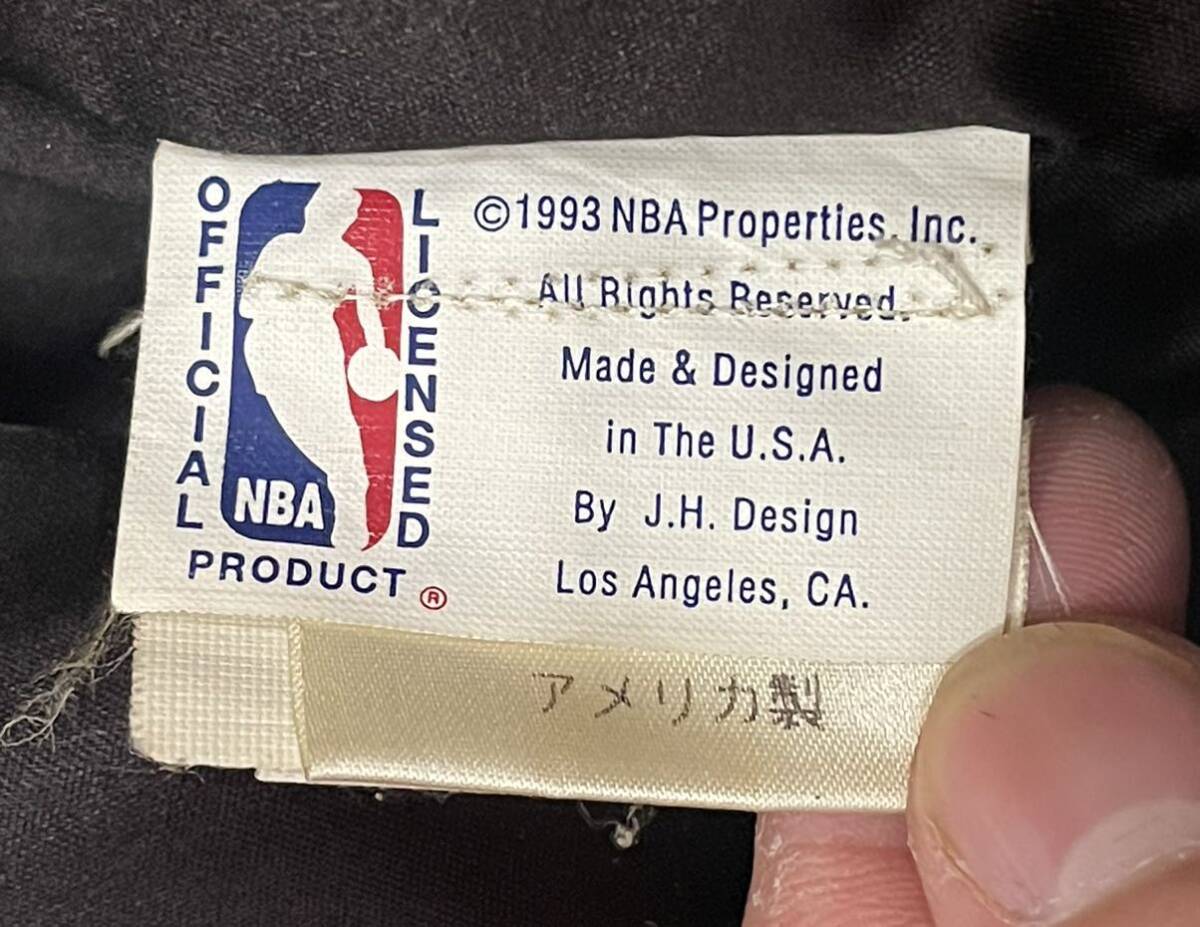 OFFICIAL
LICENSED
NBA
PRODUCT ®
©1993 NBA Properties, Inc.
All Rights Reserved.
Made & Designed
in The U.S.A.
By J.H. Design
Los Angeles, CA.
アメリカ製